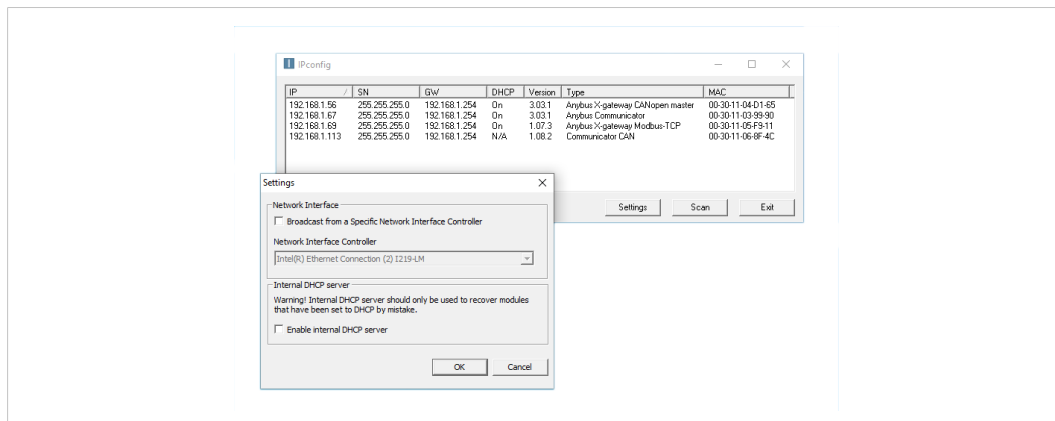 IPconfig
IP / SN GW DHCP Version Type MAC
192.168.1.56 255.255.255.0 192.168.1.254 On 3.03.1 Anybus X-gateway CANopen master 00-30-11-04-D1-65
192.168.1.67 255.255.255.0 192.168.1.254 On 3.03.1 Anybus Communicator 00-30-11-03-99-90
192.168.1.69 255.255.255.0 192.168.1.254 On 1.07.3 Anybus X-gateway Modbus-TCP 00-30-11-05-F9-11
192.168.1.113 255.255.255.0 192.168.1.254 N/A 1.08.2 Communicator CAN 00-30-11-06-8F-4C
Settings Scan Exit
Settings
Network Interface
Broadcast from a Specific Network Interface Controller
Network Interface Controller
Intel(R) Ethernet Connection (2) I219-LM
Internal DHCP server
Warning! Internal DHCP server should only be used to recover modules
that have been set to DHCP by mistake.
Enable internal DHCP server
OK Cancel